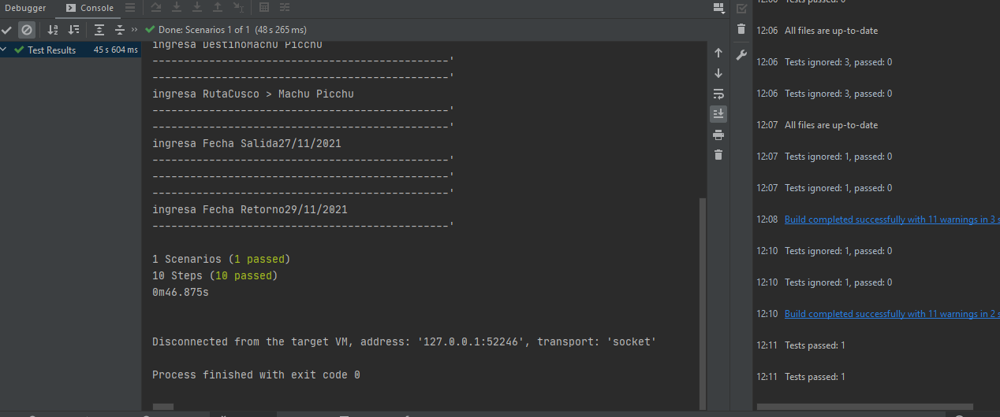 Debugger
Console
Done: Scenarios 1 of 1 (48 s 265 ms)
Test Results 45 s 604 ms
ingresa DestinoMachu Picchu
-----------------------------------------------'
-----------------------------------------------'
ingresa RutaCusco > Machu Picchu
-----------------------------------------------'
-----------------------------------------------'
ingresa Fecha Salida27/11/2021
-----------------------------------------------'
-----------------------------------------------'
-----------------------------------------------'
ingresa Fecha Retorno29/11/2021
-----------------------------------------------'
1 Scenarios (1 passed)
10 Steps (10 passed)
0m46.875s
Disconnected from the target VM, address: '127.0.0.1:52246', transport: 'socket'
Process finished with exit code 0
12:06 Tests passed: 0
12:06 All files are up-to-date
12:06 Tests ignored: 3, passed: 0
12:06 Tests ignored: 3, passed: 0
12:07 All files are up-to-date
12:07 Tests ignored: 1, passed: 0
12:07 Tests ignored: 1, passed: 0
12:08 Build completed successfully with 11 warnings in 3 s
12:10 Tests ignored: 1, passed: 0
12:10 Tests ignored: 1, passed: 0
12:10 Build completed successfully with 11 warnings in 2 s
12:11 Tests passed: 1
12:11 Tests passed: 1